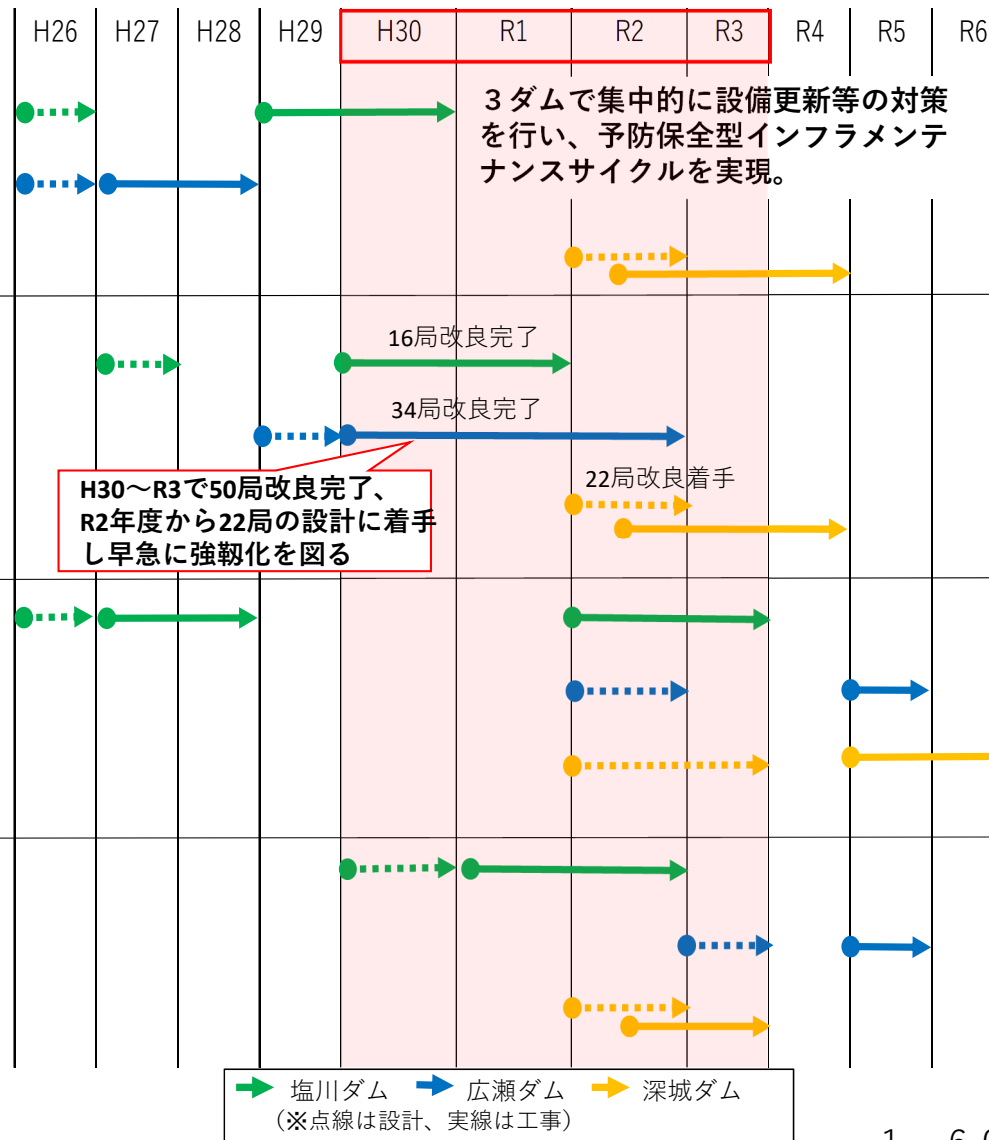 H26 H27 H28 H29 H30 R1 R2 R3 R4 R5 R6
3ダムで集中的に設備更新等の対策
を行い、予防保全型インフラメンテ
ナンスサイクルを実現。
16局改良完了
34局改良完了
22局改良着手
H30～R3で50局改良完了、
R2年度から22局の設計に着手
し早急に強靱化を図る
塩川ダム 広瀬ダム 深城ダム
(※点線は設計、実線は工事)